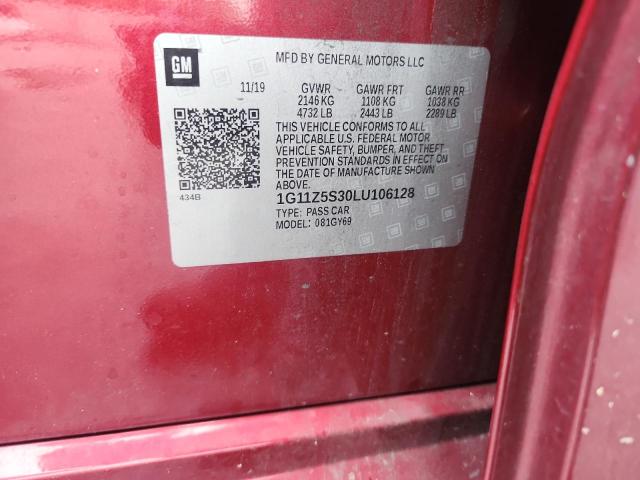 GM
MFD BY GENERAL MOTORS LLC
11/19 GVWR GAWR FRT GAWR RR
2146 KG 1108 KG 1038 KG
4732 LB 2443 LB 2289 LB
THIS VEHICLE CONFORMS TO ALL
APPLICABLE U.S. FEDERAL MOTOR
VEHICLE SAFETY, BUMPER, AND THEFT
PREVENTION STANDARDS IN EFFECT ON
THE DATE OF MANUFACTURE SHOWN
ABOVE.
434B
1G11Z5S30LU106128
TYPE: PASS CAR
MODEL: 081GY69